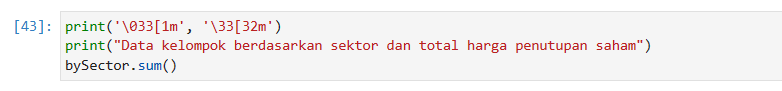 [43]: print('\033[1m', '\33[32m')
print("Data kelompok berdasarkan sektor dan total harga penutupan saham")
bySector.sum()